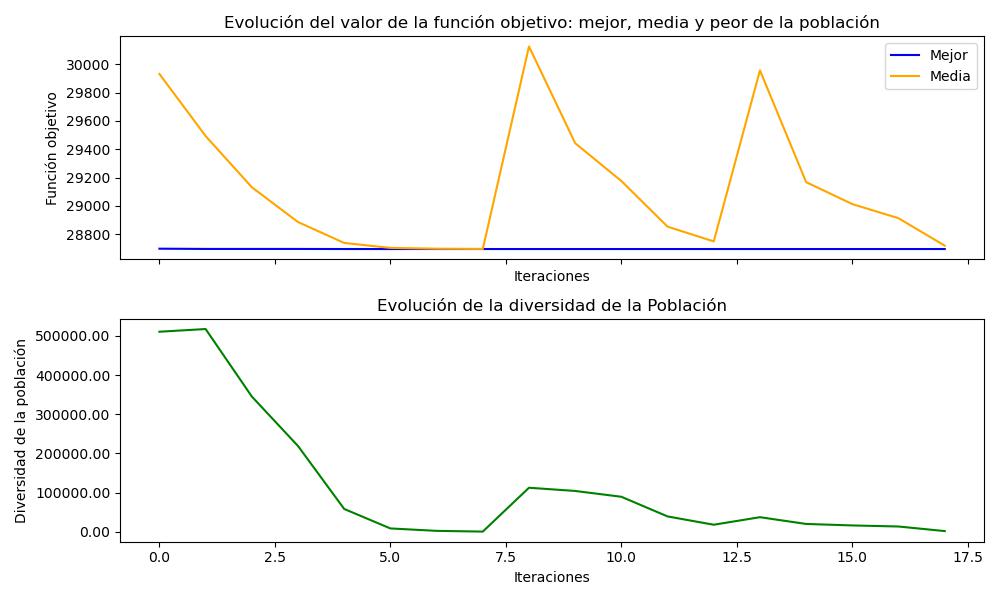 Evolución del valor de la función objetivo: mejor, media y peor de la población
Función objetivo
30000
29800
29600
29400
29200
29000
28800
Mejor
Media
Iteraciones
Evolución de la diversidad de la Población
Diversidad de la población
500000.00
400000.00
300000.00
200000.00
100000.00
0.00
0.0 2.5 5.0 7.5 10.0 12.5 15.0 17.5
Iteraciones